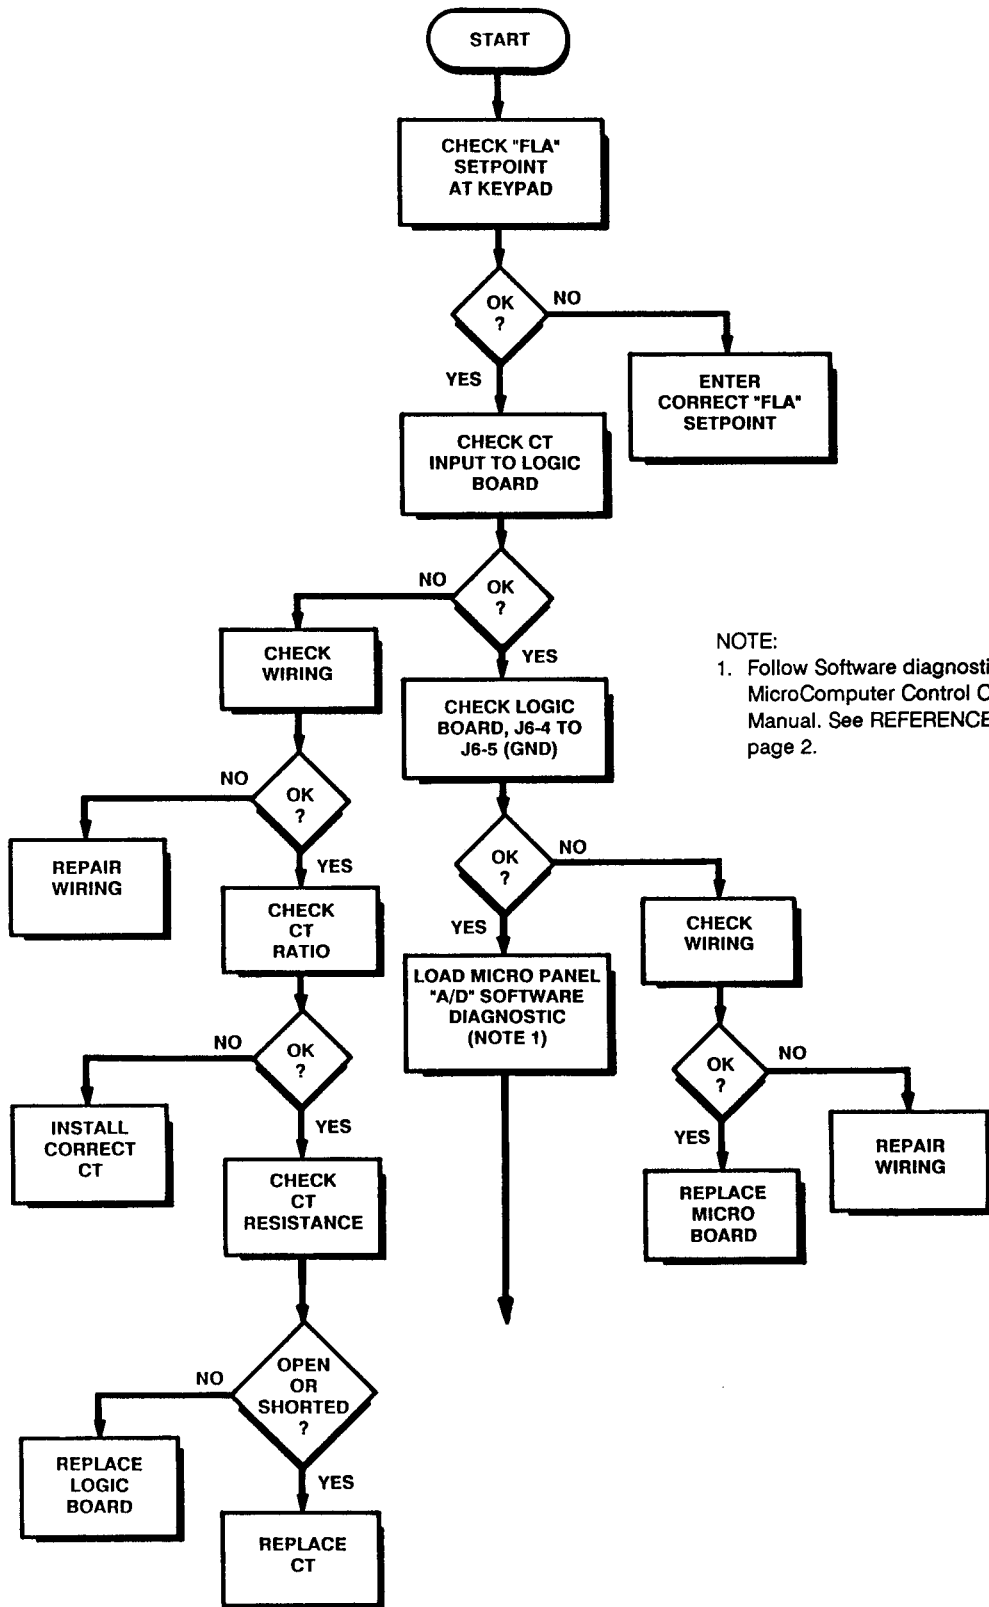 START
CHECK "FLA"
SETPOINT
AT KEYPAD
OK
?
NO
YES
ENTER
CORRECT "FLA"
SETPOINT
CHECK CT
INPUT TO LOGIC
BOARD
OK
?
NO
YES
CHECK
WIRING
CHECK LOGIC
BOARD, J6-4 TO
J6-5 (GND)
NOTE:
1. Follow Software
MicroComputer Control
Manual. See
page 2.
OK
?
NO
YES
REPAIR
WIRING
CHECK
CT
RATIO
OK
?
NO
YES
CHECK
WIRING
LOAD MICRO PANEL
"A/D" SOFTWARE
DIAGNOSTIC
(NOTE 1)
OK
?
NO
YES
INSTALL
CORRECT
CT
CHECK
CT
RESISTANCE
OK
?
NO
YES
REPAIR
WIRING
REPLACE
MICRO
BOARD
OPEN
OR
SHORTED
?
NO
YES
REPLACE
LOGIC
BOARD
REPLACE
CT